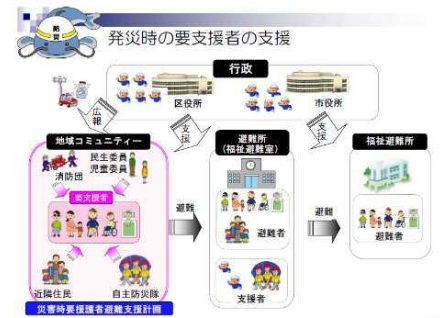 発災時の要支援者の支援
行政
区役所
市役所
広報
支援
支援
地域コミュニティー
避難所
(福祉避難室)
福祉避難所
消防団
民生委員
児童委員
要支援者
避難
避難者
避難
避難者
近隣住民
自主防災隊
支援者
災害時要援護者避難支援計画